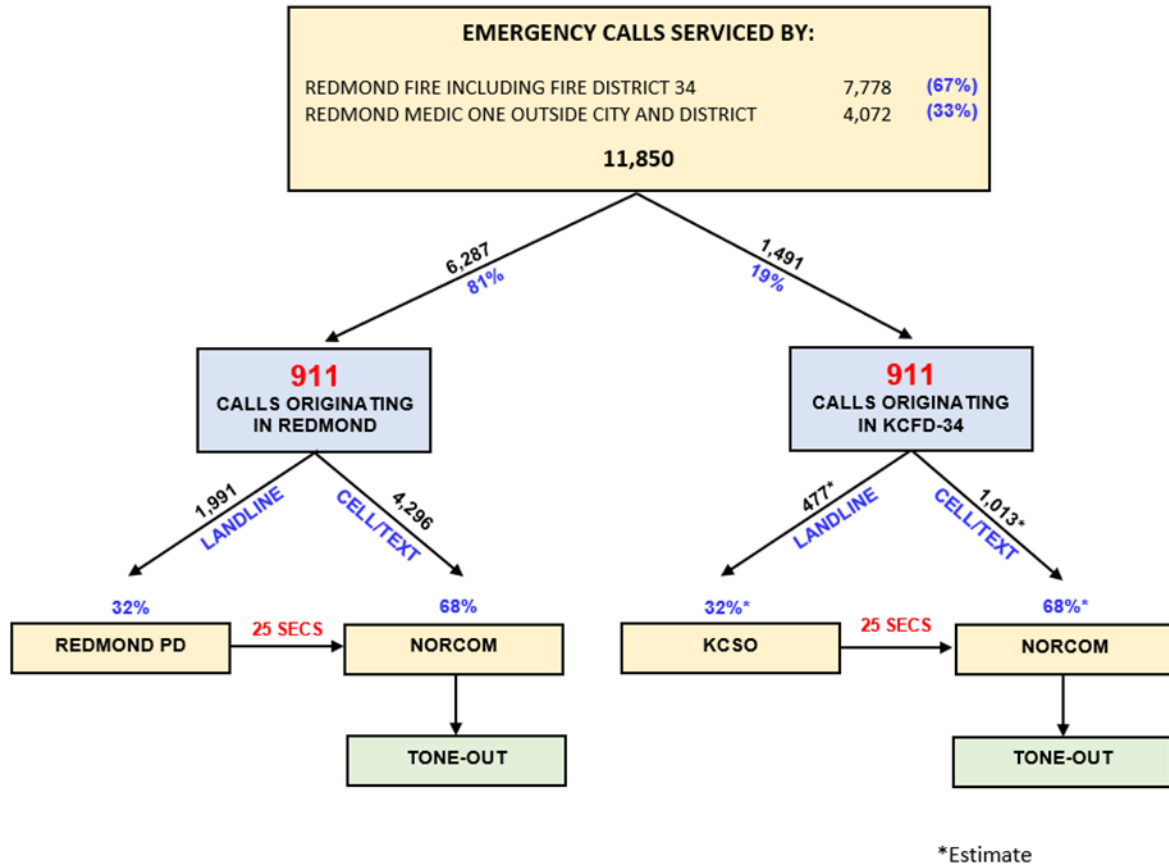 EMERGENCY CALLS SERVICED BY:
REDMOND FIRE INCLUDING FIRE DISTRICT 34 7,778 (67%)
REDMOND MEDIC ONE OUTSIDE CITY AND DISTRICT 4,072 (33%)
11,850
6,287
81%
1,491
19%
911
CALLS ORIGINATING
IN REDMOND
911
CALLS ORIGINATING
IN KCFD-34
1,991
LANDLINE
4,296
CELL/TEXT
477*
LANDLINE
1,013*
CELL/TEXT
32%
68%
32%*
68%*
REDMOND PD
25 SECS
NORCOM
KCSO
25 SECS
NORCOM
TONE-OUT
TONE-OUT
*Estimate